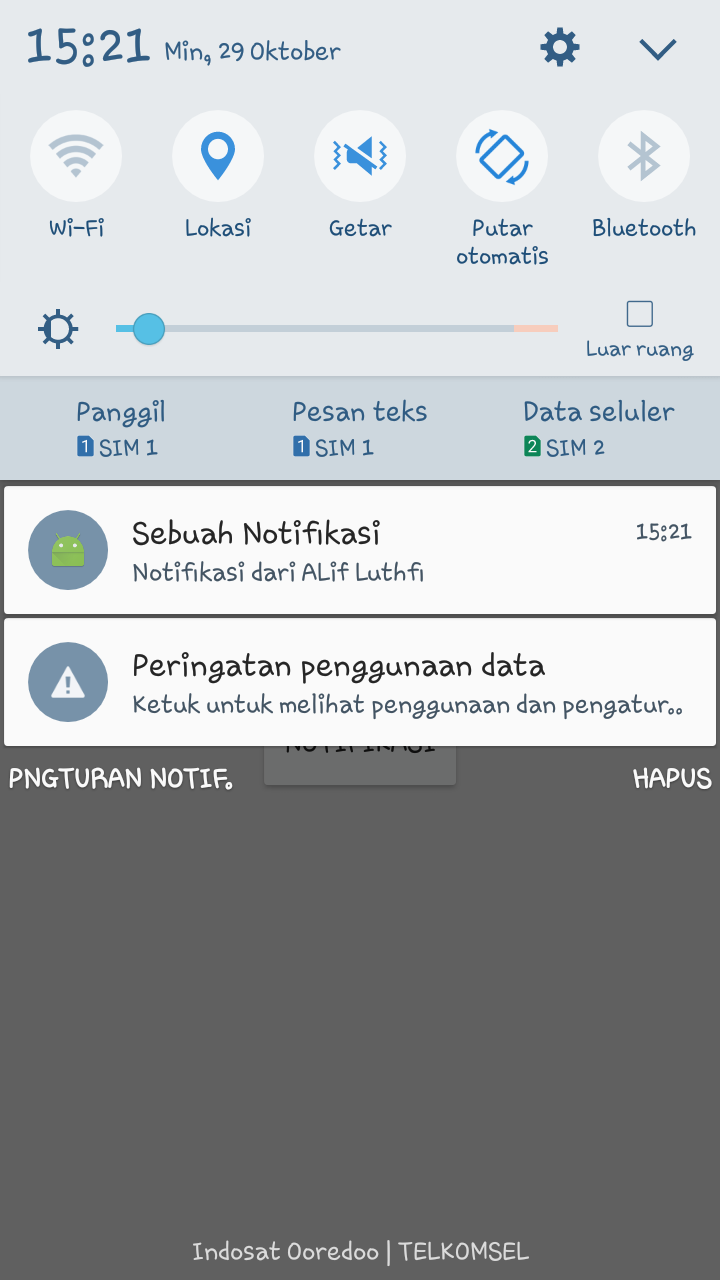 15:21 Min, 29 Oktober
Wi-Fi Lokasi Getar Putar otomatis Bluetooth
Luar ruang
Panggil Pesan teks Data seluler
1 SIM 1 1 SIM 1 2 SIM 2
Sebuah Notifikasi 15:21
Notifikasi dari ALif Luthfi
Peringatan penggunaan data
Ketuk untuk melihat penggunaan dan pengatur..
NOTIFIKASI
PNGTURAN NOTIF. HAPUS
Indosat Ooredoo | TELKOMSEL